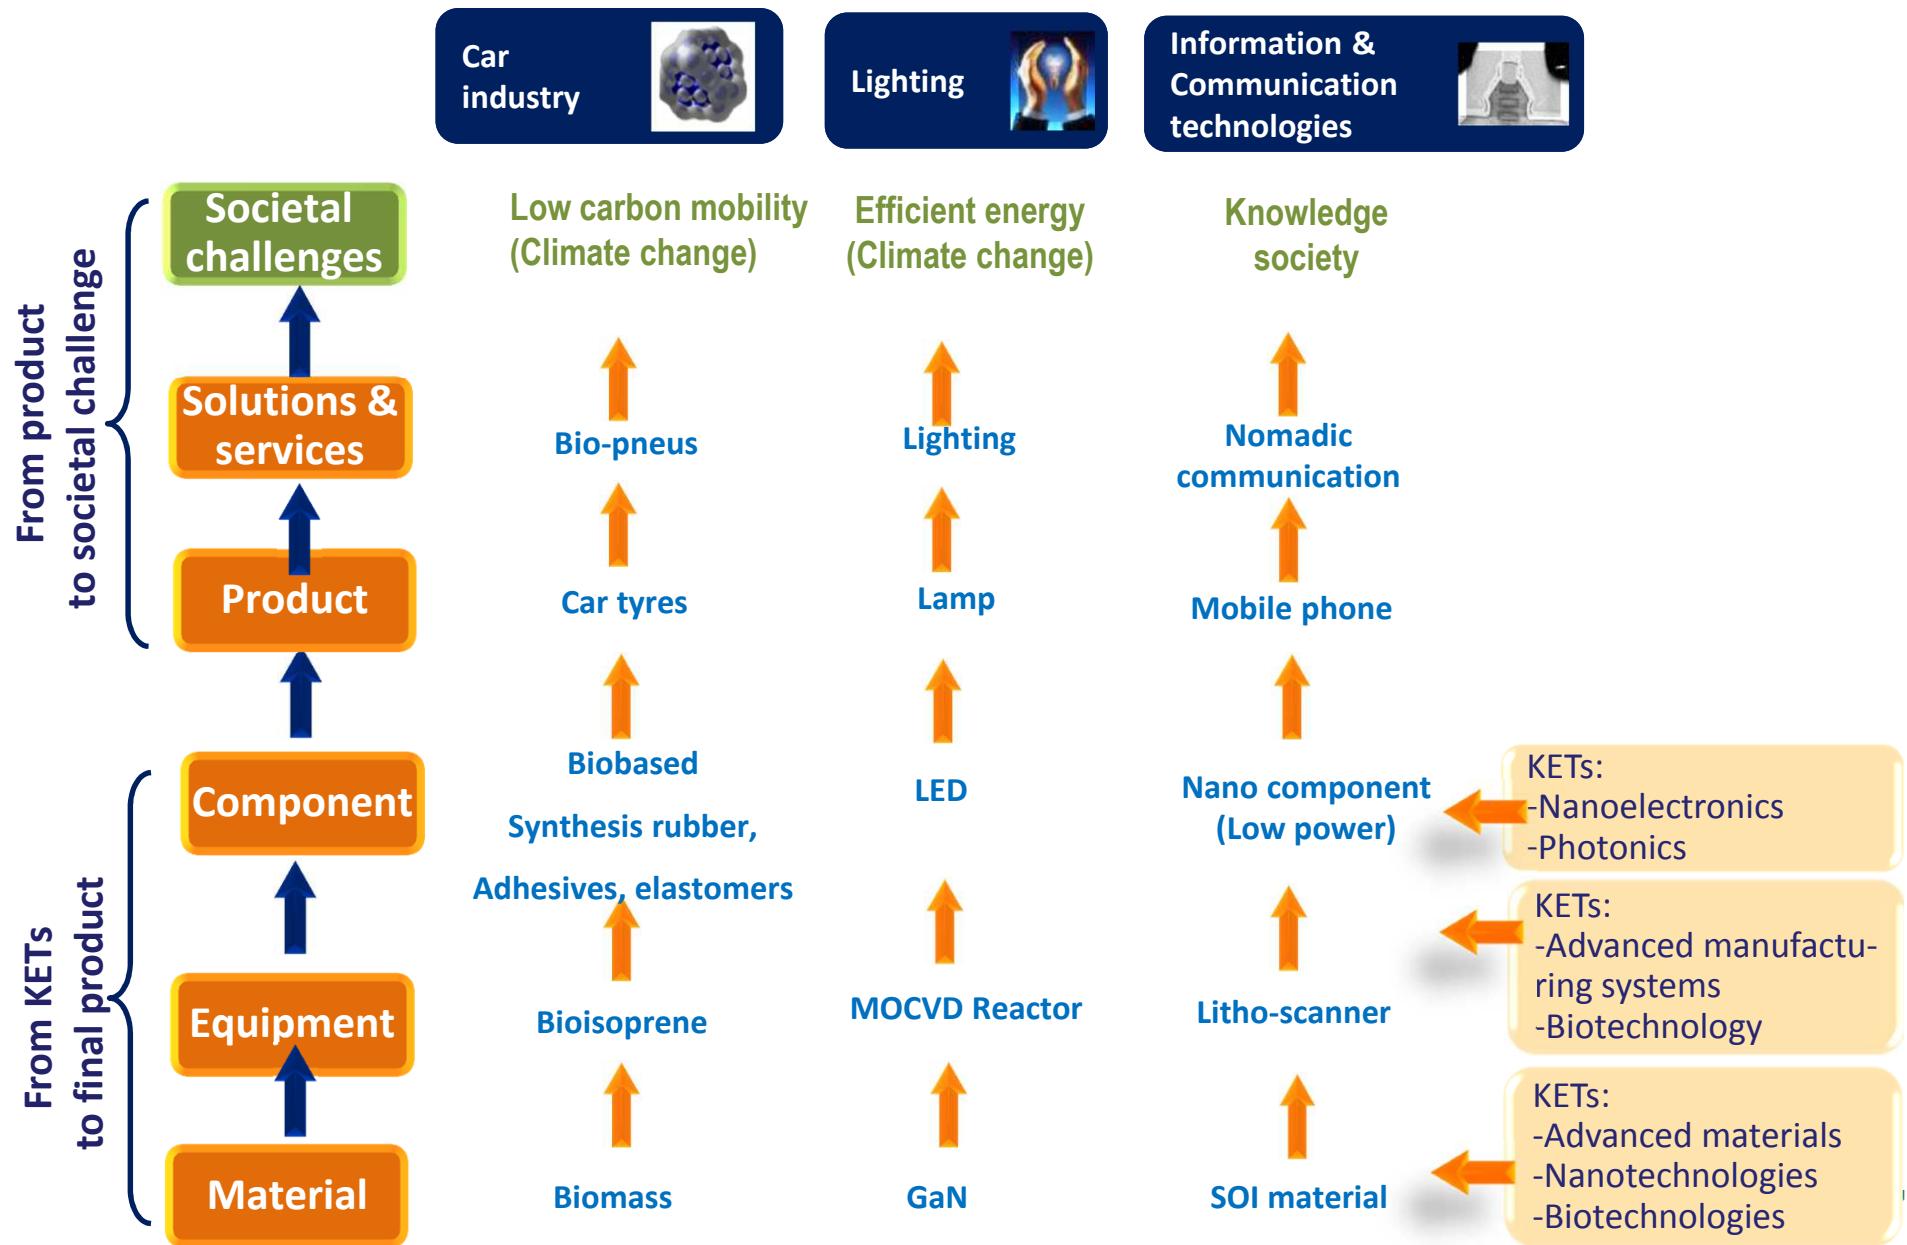 Car
industry
Lighting
Information &
Communication
technologies
From product
to societal challenge
Societal
challenges
Low carbon mobility
(Climate change)
Efficient energy
(Climate change)
Knowledge
society
Solutions &
services
Bio-pneus
Lighting
Nomadic
communication
Product
Car tyres
Lamp
Mobile phone
From KETs
to final product
Component
Biobased
Synthesis rubber,
Adhesives, elastomers
LED
Nano component
(Low power)
KETs:
-Nanoelectronics
-Photonics
Equipment
Bioisoprene
MOCVD Reactor
Litho-scanner
KETs:
-Advanced manufactu-
ring systems
-Biotechnology
Material
Biomass
GaN
SOI material
KETs:
-Advanced materials
-Nanotechnologies
-Biotechnologies